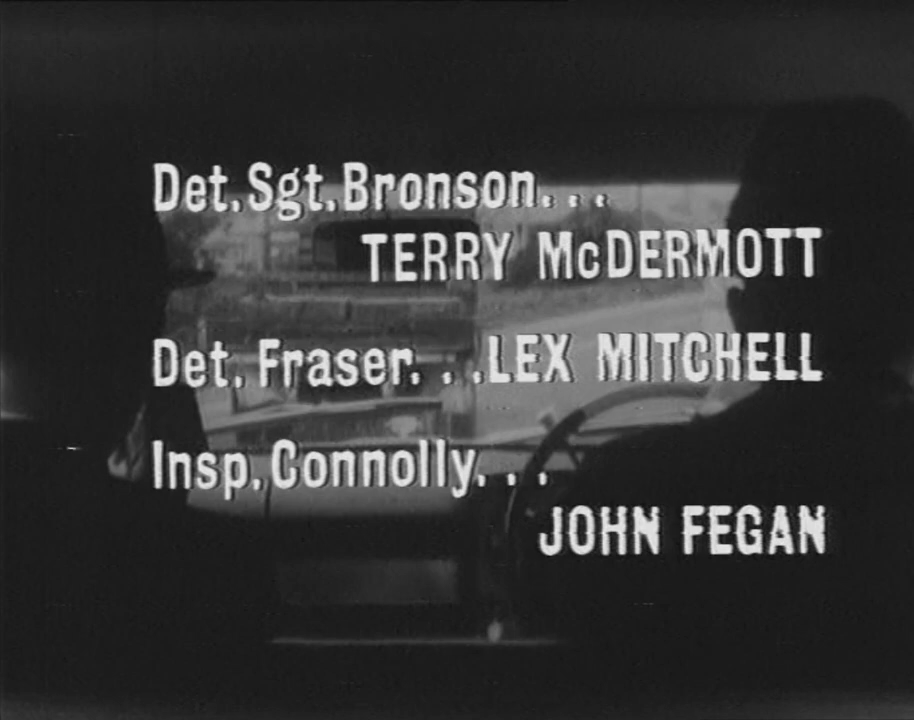 Det.Sgt.Bronson...
TERRY McDERMOTT
Det. Fraser...LEX MITCHELL
Insp.Connolly...
JOHN FEGAN